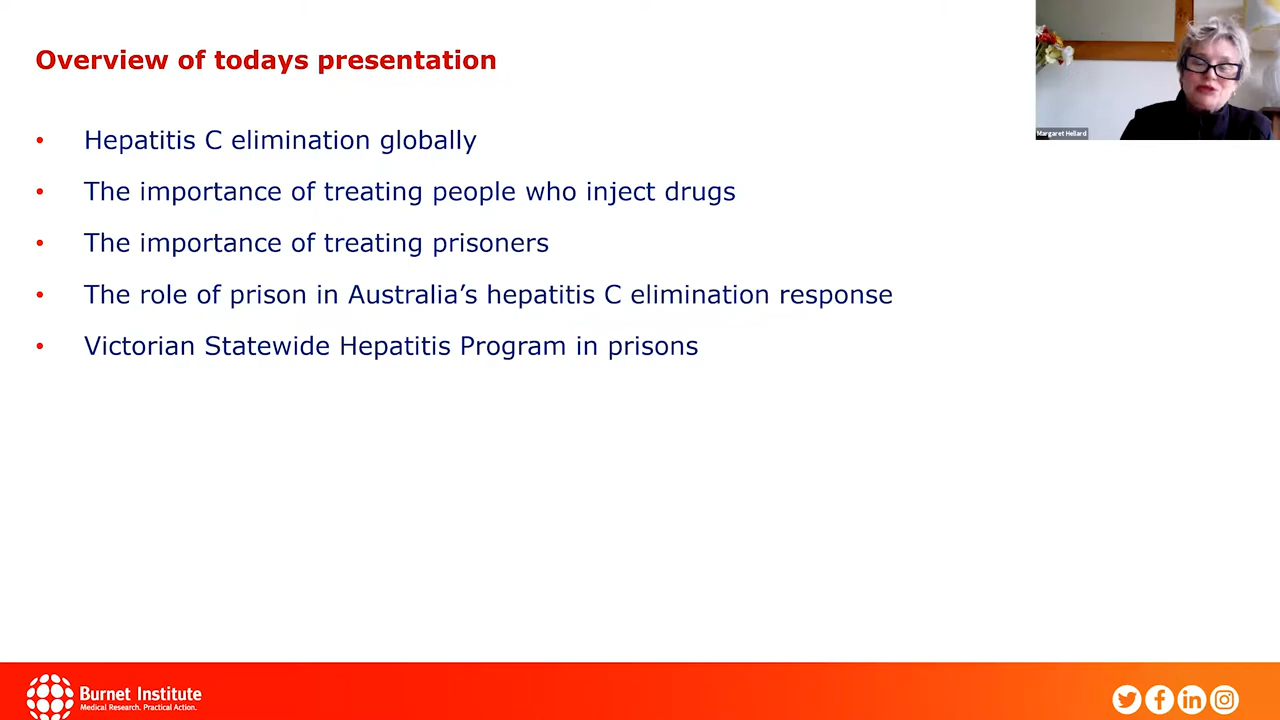 Overview of todays presentation
• Hepatitis C elimination globally
• The importance of treating people who inject drugs
• The importance of treating prisoners
• The role of prison in Australia’s hepatitis C elimination response
• Victorian Statewide Hepatitis Program in prisons
Margaret Hellard
Burnet Institute
Medical Research. Practical Action.